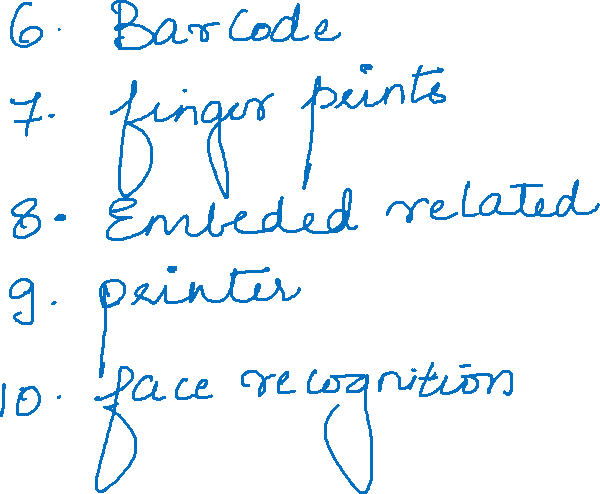 6. Barcode
7. finger prints
8. Embeded related
9. printer
10. face recognition